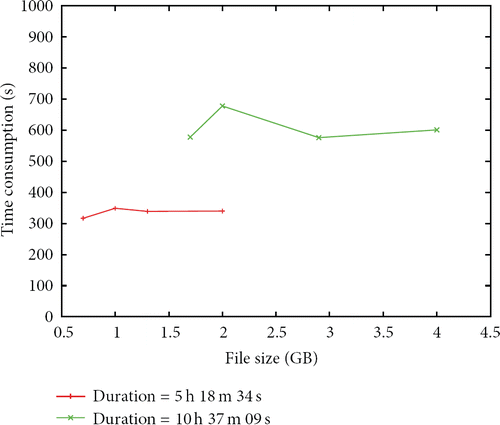 1000
900
800
700
600
500
400
300
200
100
0
Time consumption (s)
0.5 1 1.5 2 2.5 3 3.5 4 4.5
File size (GB)
Duration = 5 h 18 m 34 s
Duration = 10 h 37 m 09 s